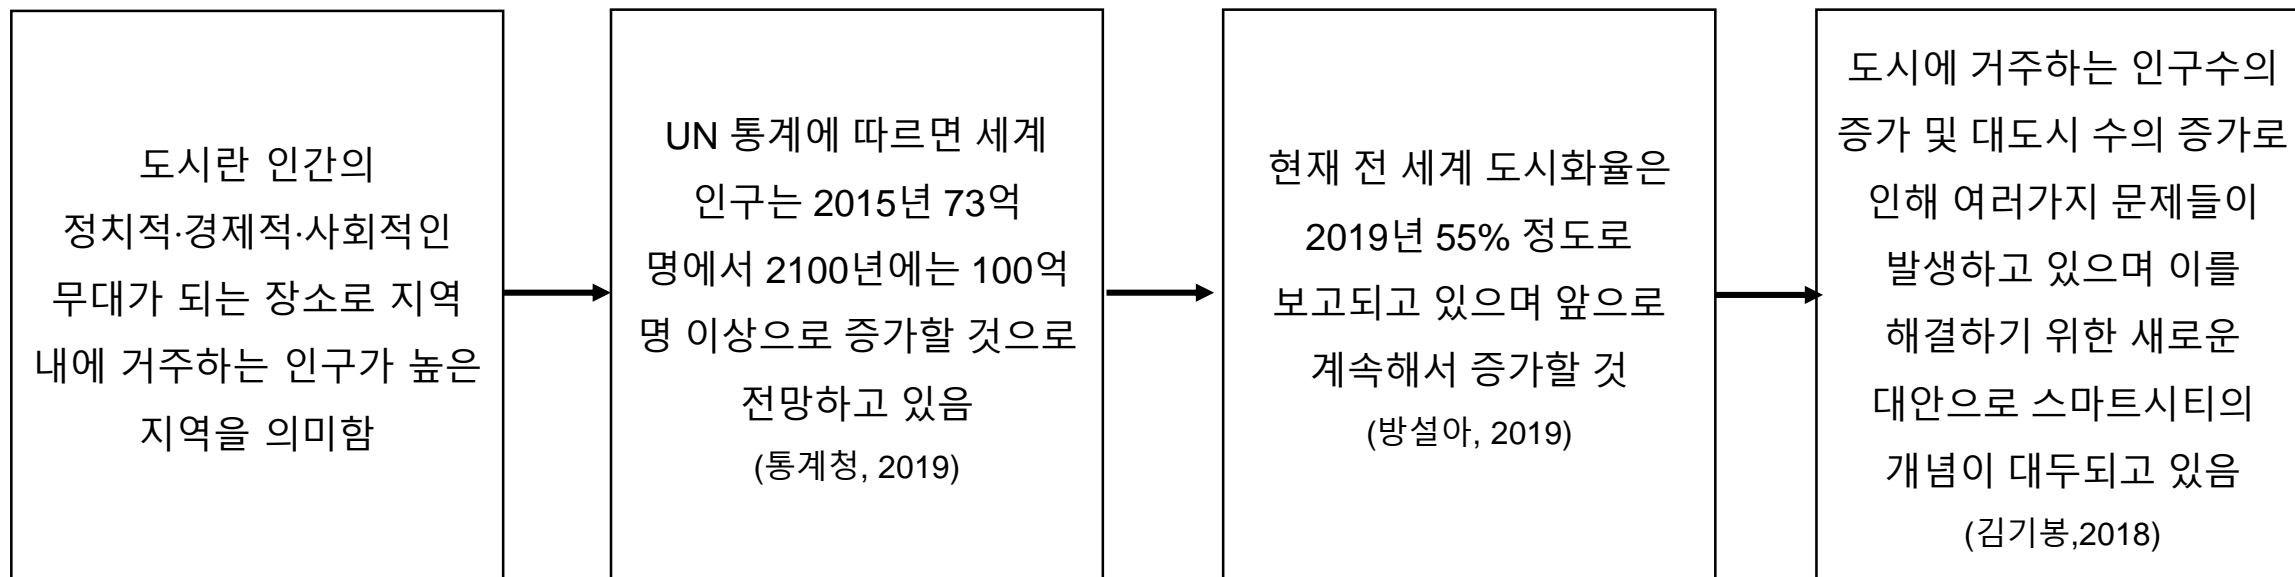 도시란 인간의
정치적·경제적·사회적인
무대가 되는 장소로 지역
내에 거주하는 인구가 높은
지역을 의미함
UN 통계에 따르면 세계
인구는 2015년 73억
명에서 2100년에는 100억
명 이상으로 증가할 것으로
전망하고 있음
(통계청, 2019)
현재 전 세계 도시화율은
2019년 55% 정도로
보고되고 있으며 앞으로
계속해서 증가할 것
(방설아, 2019)
도시에 거주하는 인구수의
증가 및 대도시 수의 증가로
인해 여러가지 문제들이
발생하고 있으며 이를
해결하기 위한 새로운
대안으로 스마트시티의
개념이 대두되고 있음
(김기봉,2018)